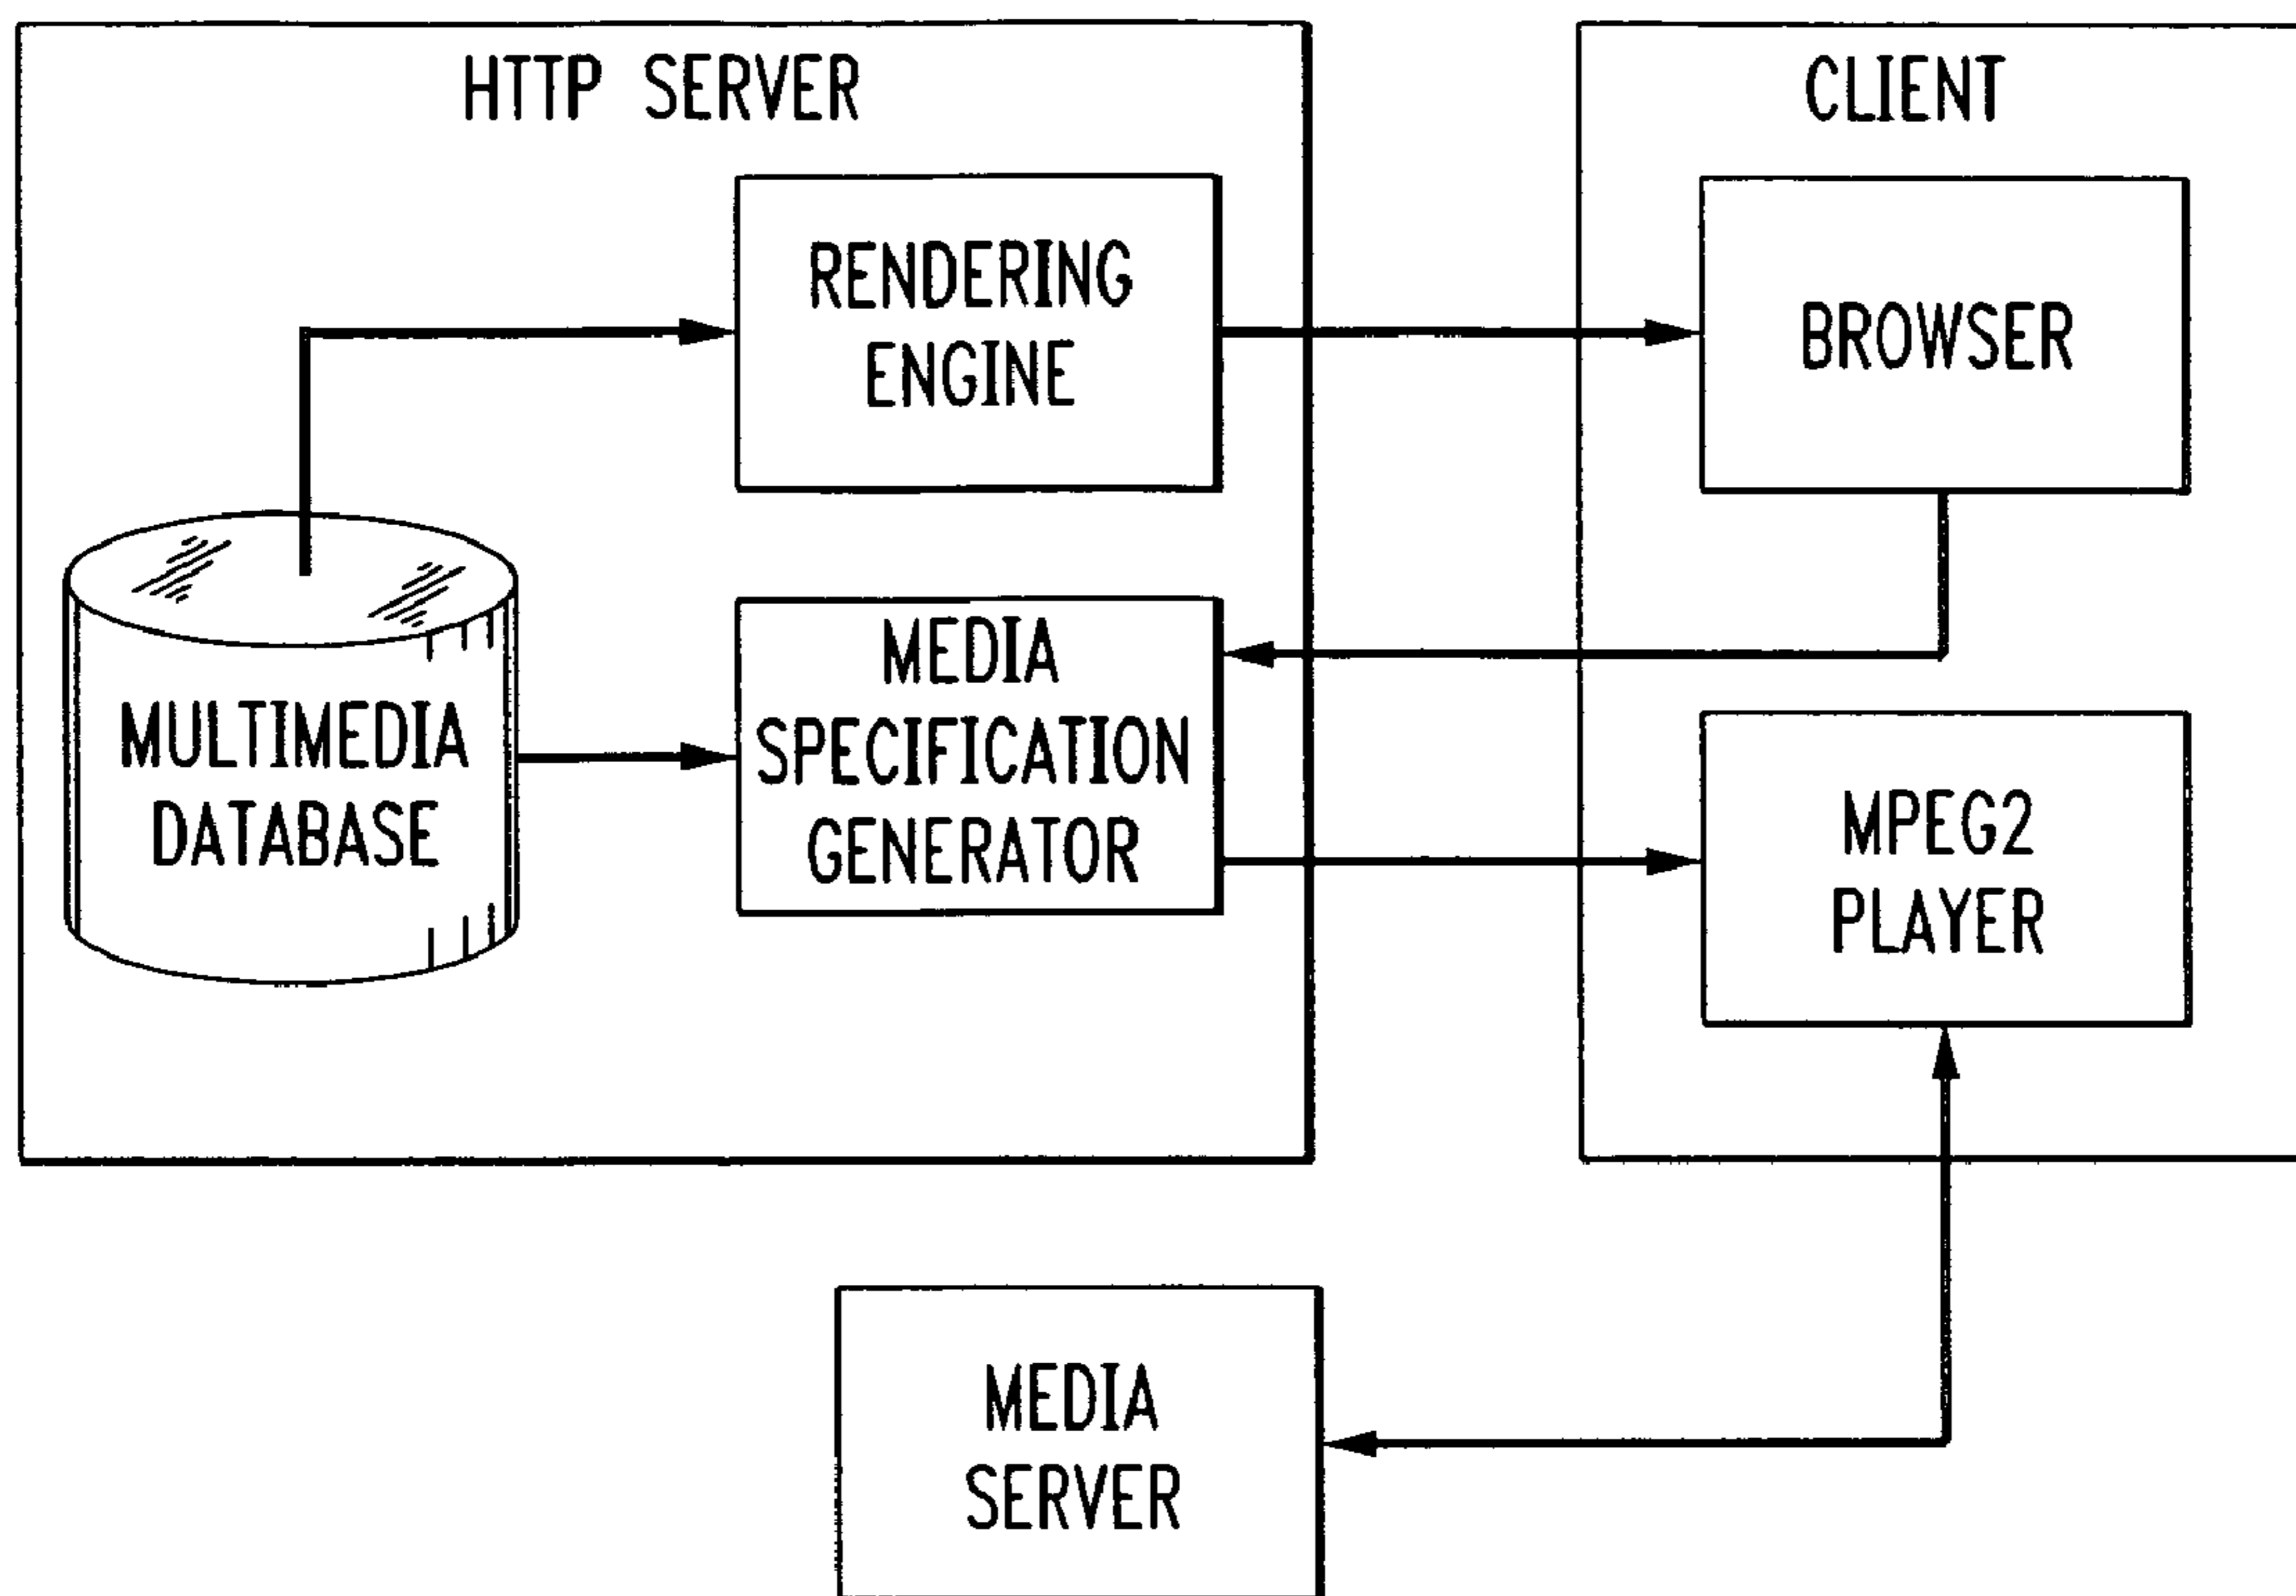 HTTP SERVER
CLIENT
RENDERING
ENGINE
BROWSER
MEDIA
SPECIFICATION
GENERATOR
MULTIMEDIA
DATABASE
MPEG2
PLAYER
MEDIA
SERVER